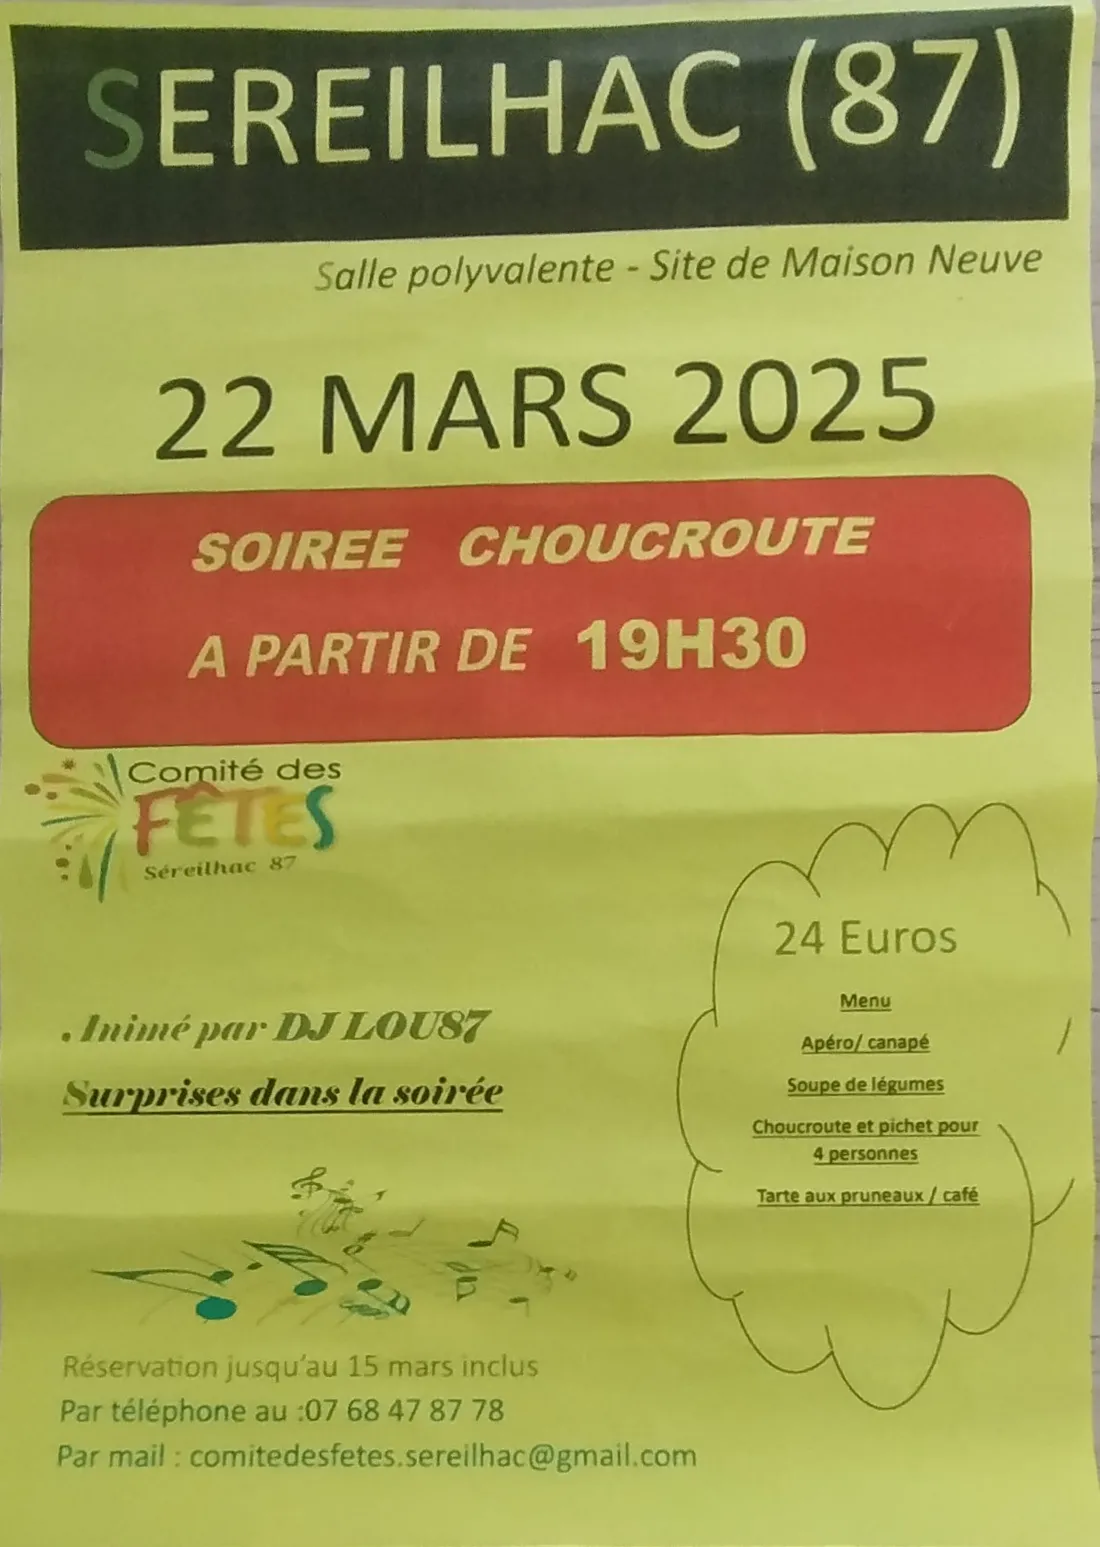 SEREILHAC (87)
Salle polyvalente - Site de Maison Neuve
22 MARS 2025
SOIREE CHOUCROUTE
A PARTIR DE 19H30
Comité des
FÊTES
Séreilhac 87
24 Euros
Menu
Apéro/ canapé
Soupe de légumes
Choucroute et pichet pour
4 personnes
Tarte aux pruneaux / café
. Inimé par DJ LOU87
Surprises dans la soirée
Réservation jusqu'au 15 mars inclus
Par téléphone au :07 68 47 87 78
Par mail : comitedesfetes.sereilhac@gmail.com